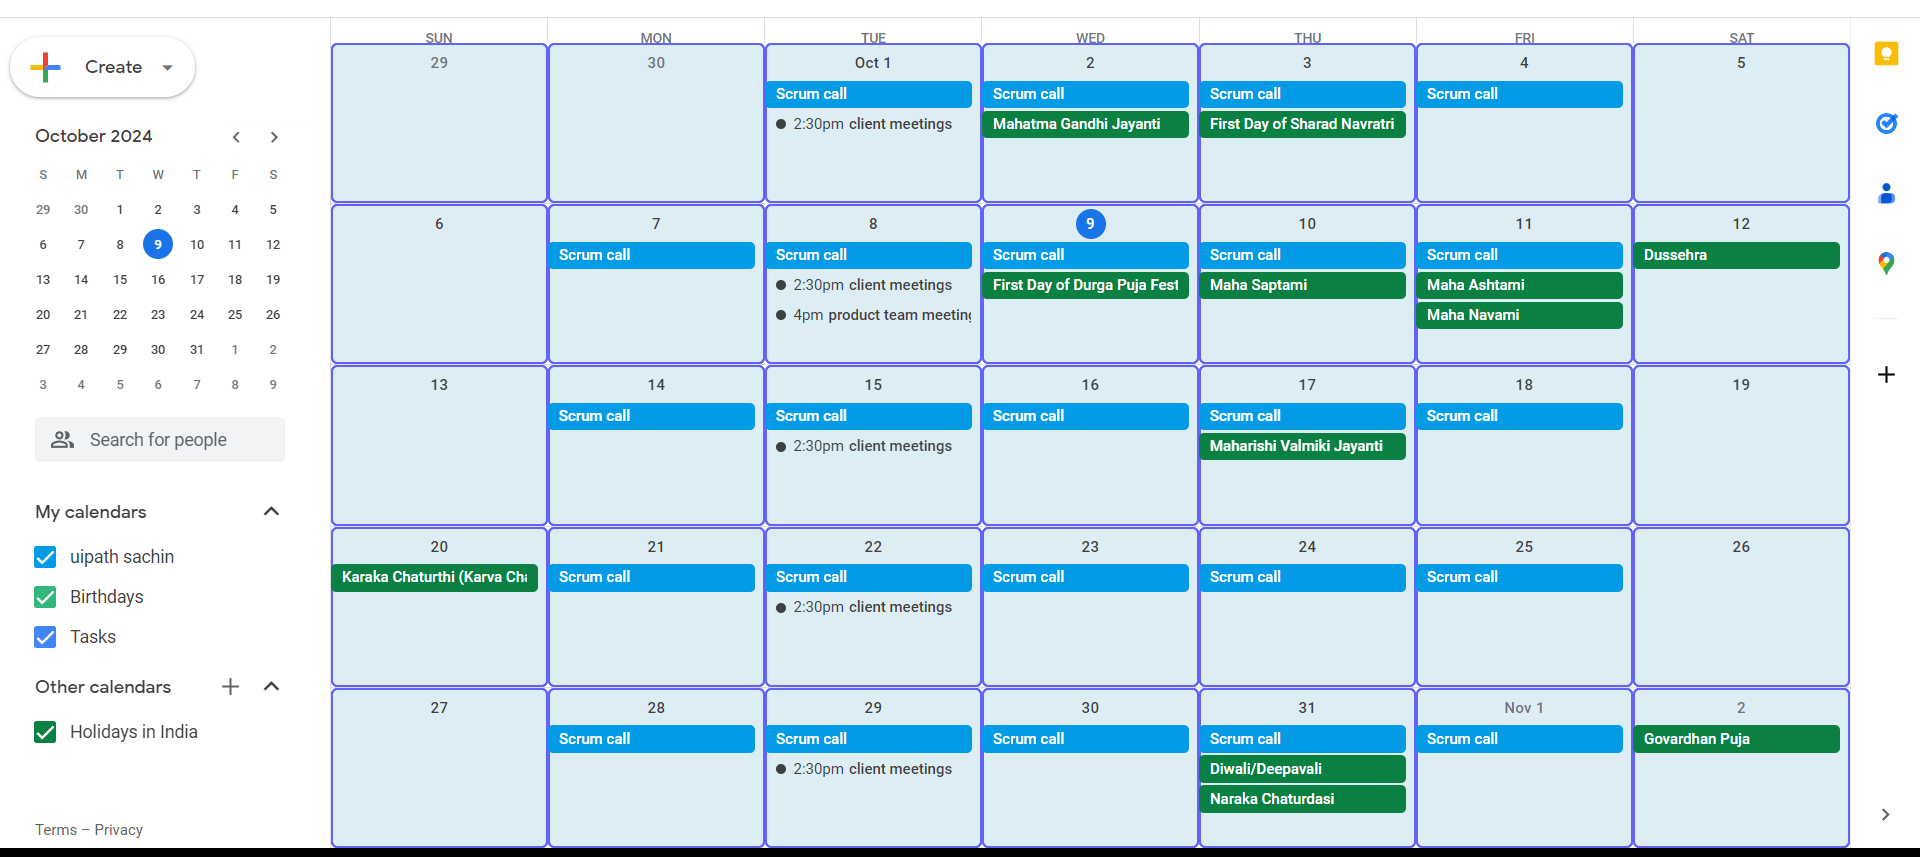 Create
October 2024
S M T W T F S
29 30 1 2 3 4 5
6 7 8 9 10 11 12
13 14 15 16 17 18 19
20 21 22 23 24 25 26
27 28 29 30 31 1 2
3 4 5 6 7 8 9
Search for people
My calendars
uipath sachin
Birthdays
Tasks
Other calendars
Holidays in India
Terms – Privacy
SUN MON TUE WED THU FRI SAT
29 30 Oct 1 2 3 4 5
Scrum call Scrum call Scrum call Scrum call
2:30pm client meetings Mahatma Gandhi Jayanti First Day of Sharad Navratri
6 7 8 9 10 11 12
Scrum call Scrum call Scrum call Scrum call Scrum call Dussehra
2:30pm client meetings First Day of Durga Puja Fest Maha Saptami Maha Ashtami
4pm product team meeting Maha Navami
13 14 15 16 17 18 19
Scrum call Scrum call Scrum call Scrum call Scrum call
2:30pm client meetings Maharishi Valmiki Jayanti
20 21 22 23 24 25 26
Karaka Chaturthi (Karva Cha Scrum call Scrum call Scrum call Scrum call Scrum call
2:30pm client meetings
27 28 29 30 31 Nov 1 2
Scrum call Scrum call Scrum call Scrum call Scrum call Govardhan Puja
2:30pm client meetings Diwali/Deepavali
Naraka Chaturdasi